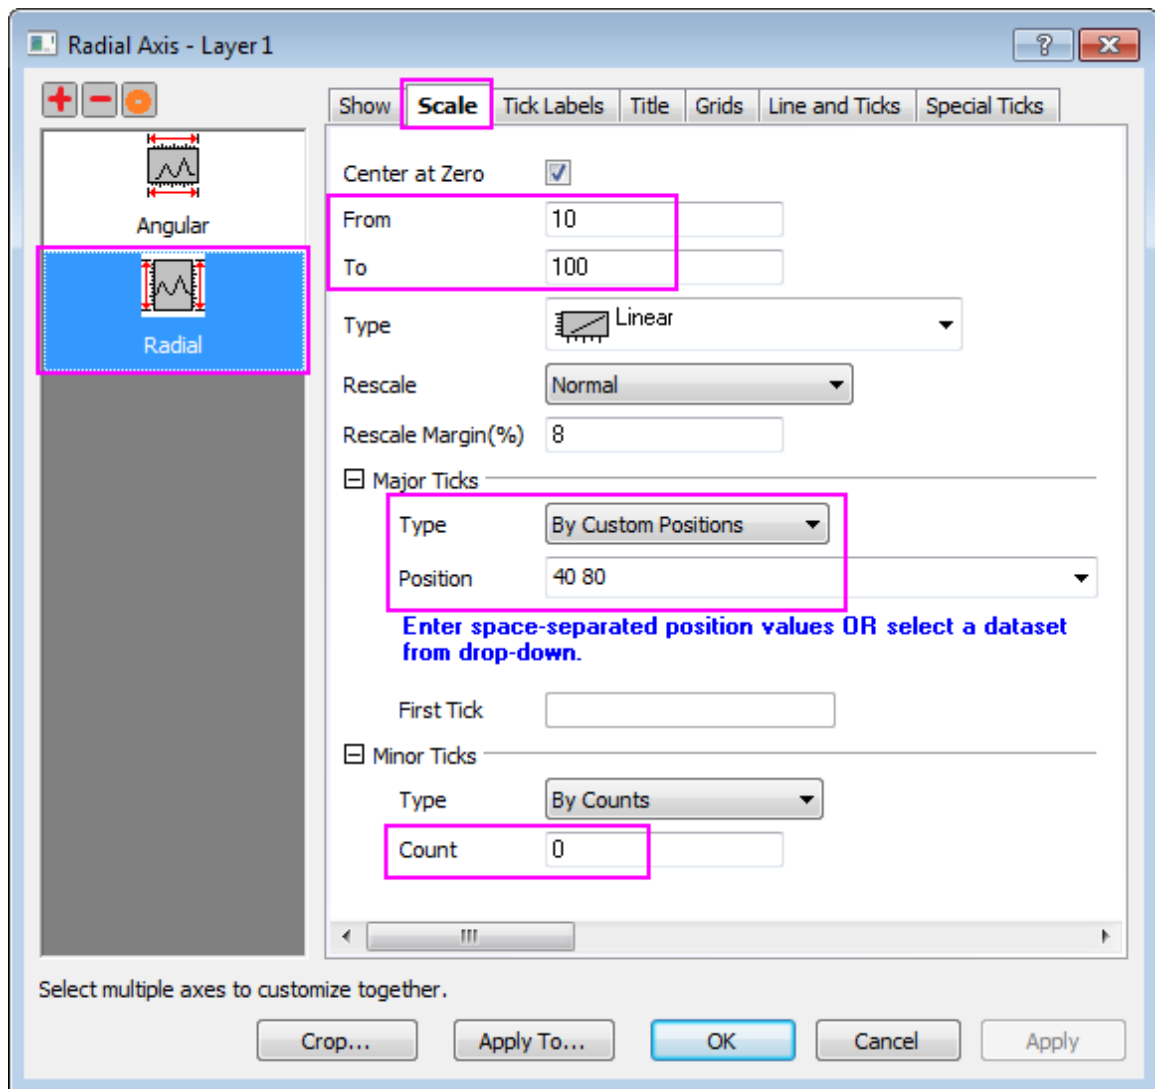 Radial Axis - Layer 1
Show Scale Tick Labels Title Grids Line and Ticks Special Ticks
Angular
Radial
Center at Zero
From 10
To 100
Type Linear
Rescale Normal
Rescale Margin(%) 8
Major Ticks
Type By Custom Positions
Position 40 80
Enter space-separated position values OR select a dataset
from drop-down.
First Tick
Minor Ticks
Type By Counts
Count 0
Select multiple axes to customize together.
Crop... Apply To... OK Cancel Apply